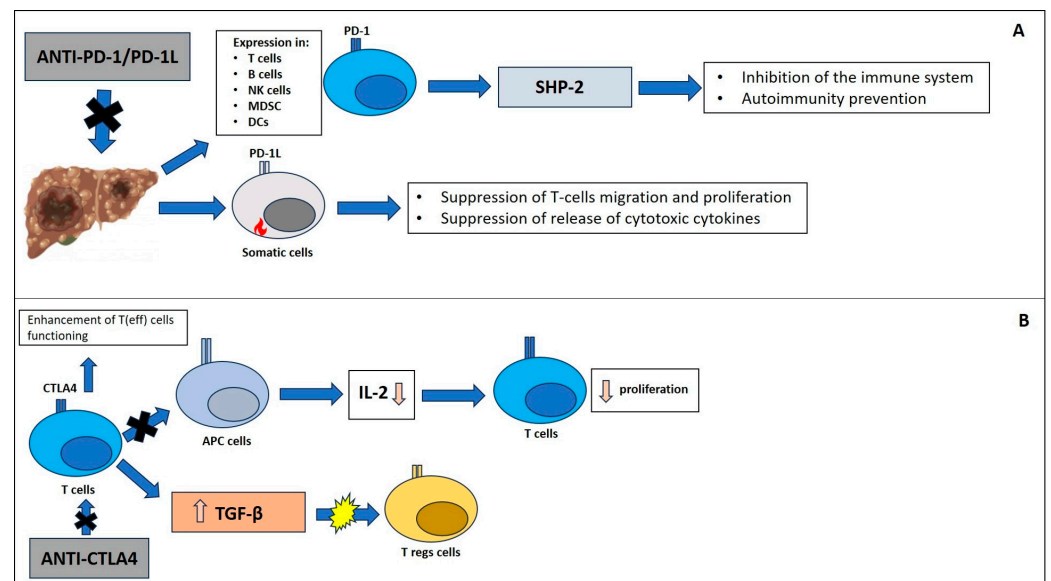 A
ANTI-PD-1/PD-1L
Expression in:
• T cells
• B cells
• NK cells
• MDSC
• DCs
PD-1
SHP-2
• Inhibition of the immune system
• Autoimmunity prevention
PD-1L
Somatic cells
• Suppression of T-cells migration and proliferation
• Suppression of release of cytotoxic cytokines
B
Enhancement of T(eff) cells
functioning
CTLA4
T cells
ANTI-CTLA4
APC cells
IL-2
T cells
proliferation
TGF-β
T regs cells